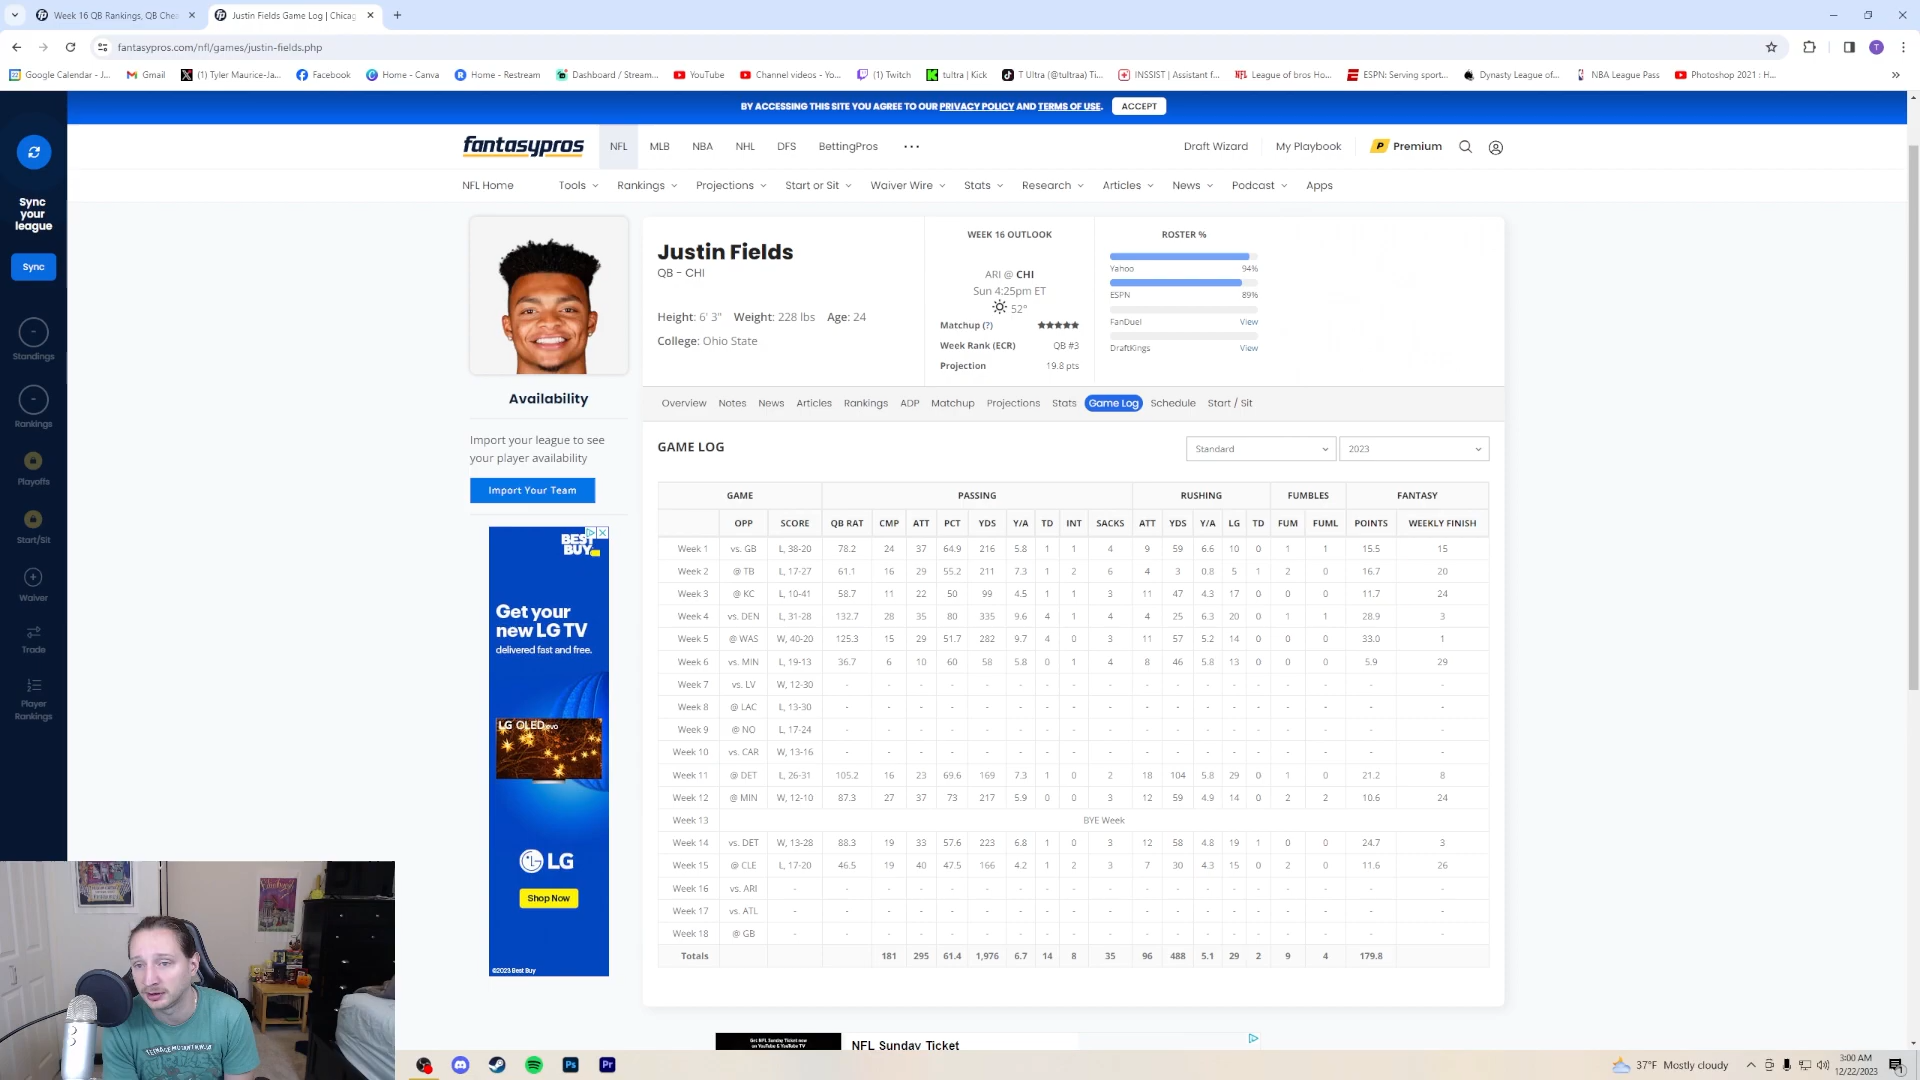 Week 16 QB Rankings, QB Chea
Justin Fields Game Log | Chicag
fantasypros.com/nfl/games/justin-fields.php
Google Calendar - J...
Gmail
(1) Tyler Maurice-Ja...
Facebook
Home - Canva
Home - Restream
Dashboard / Stream...
YouTube
Channel videos - Yo...
(1) Twitch
tultra | Kick
T Ultra (@tultraa) Ti...
INSSIST | Assistant f...
League of bros Ho...
ESPN: Serving sport...
Dynasty League of...
NBA League Pass
Photoshop 2021 : H...
BY ACCESSING THIS SITE YOU AGREE TO OUR PRIVACY POLICY AND TERMS OF USE. ACCEPT
fantasypros NFL MLB NBA NHL DFS BettingPros ··· Draft Wizard My Playbook P Premium
NFL Home Tools Rankings Projections Start or Sit Waiver Wire Stats Research Articles News Podcast Apps
Sync
your
league
Sync
Standings
Rankings
Playoffs
Start/Sit
Waiver
Trade
Player
Rankings
Availability
Import your league to see
your player availability
Import Your Team
BEST
BUY
Get your
new LG TV
delivered fast and free.
LG OLED evo
LG
Shop Now
©2023 Best Buy
Justin Fields
QB - CHI
Height: 6' 3" Weight: 228 lbs Age: 24
College: Ohio State
WEEK 16 OUTLOOK
ARI @ CHI
Sun 4:25pm ET
52°
Matchup (?) ★★★★★
Week Rank (ECR) QB #3
Projection 19.8 pts
ROSTER %
Yahoo 94%
ESPN 89%
FanDuel View
DraftKings View
Overview Notes News Articles Rankings ADP Matchup Projections Stats Game Log Schedule Start / Sit
GAME LOG
Standard
2023
GAME PASSING RUSHING FUMBLES FANTASY
OPP SCORE QB RAT CMP ATT PCT YDS Y/A TD INT SACKS ATT YDS Y/A LG TD FUM FUML POINTS WEEKLY FINISH
Week 1 vs. GB L, 38-20 78.2 24 37 64.9 216 5.8 1 1 4 9 59 6.6 10 0 1 1 15.5 15
Week 2 @ TB L, 17-27 61.1 16 29 55.2 211 7.3 1 2 6 4 3 0.8 5 1 2 0 16.7 20
Week 3 @ KC L, 10-41 58.7 11 22 50 99 4.5 1 1 3 11 47 4.3 17 0 0 0 11.7 24
Week 4 vs. DEN L, 31-28 132.7 28 35 80 335 9.6 4 1 4 4 25 6.3 20 0 1 1 28.9 3
Week 5 @ WAS W, 40-20 125.3 15 29 51.7 282 9.7 4 0 3 11 57 5.2 14 0 0 0 33.0 1
Week 6 vs. MIN L, 19-13 36.7 6 10 60 58 5.8 0 1 4 8 46 5.8 13 0 0 0 5.9 29
Week 7 vs. LV W, 12-30 - - - - - - - - - - - - - - - - - -
Week 8 @ LAC L, 13-30 - - - - - - - - - - - - - - - - - -
Week 9 @ NO L, 17-24 - - - - - - - - - - - - - - - - - -
Week 10 vs. CAR W, 13-16 - - - - - - - - - - - - - - - - - -
Week 11 @ DET L, 26-31 105.2 16 23 69.6 169 7.3 1 0 2 18 104 5.8 29 0 1 0 21.2 8
Week 12 @ MIN W, 12-10 87.3 27 37 73 217 5.9 0 0 3 12 59 4.9 14 0 2 2 10.6 24
Week 13 BYE Week
Week 14 vs. DET W, 13-28 88.3 19 33 57.6 223 6.8 1 0 3 12 58 4.8 19 1 0 0 24.7 3
Week 15 @ CLE L, 17-20 46.5 19 40 47.5 166 4.2 1 2 3 7 30 4.3 15 0 2 0 11.6 26
Week 16 vs. ARI - - - - - - - - - - - - - - - - - - -
Week 17 vs. ATL - - - - - - - - - - - - - - - - - - -
Week 18 @ GB - - - - - - - - - - - - - - - - - - -
Totals 181 295 61.4 1,976 6.7 14 8 35 96 488 5.1 29 2 9 4 179.8
Get NFL Sunday Ticket now
on YouTube & YouTube TV
NFL Sunday Ticket
37°F Mostly cloudy
3:00 AM
12/22/2023